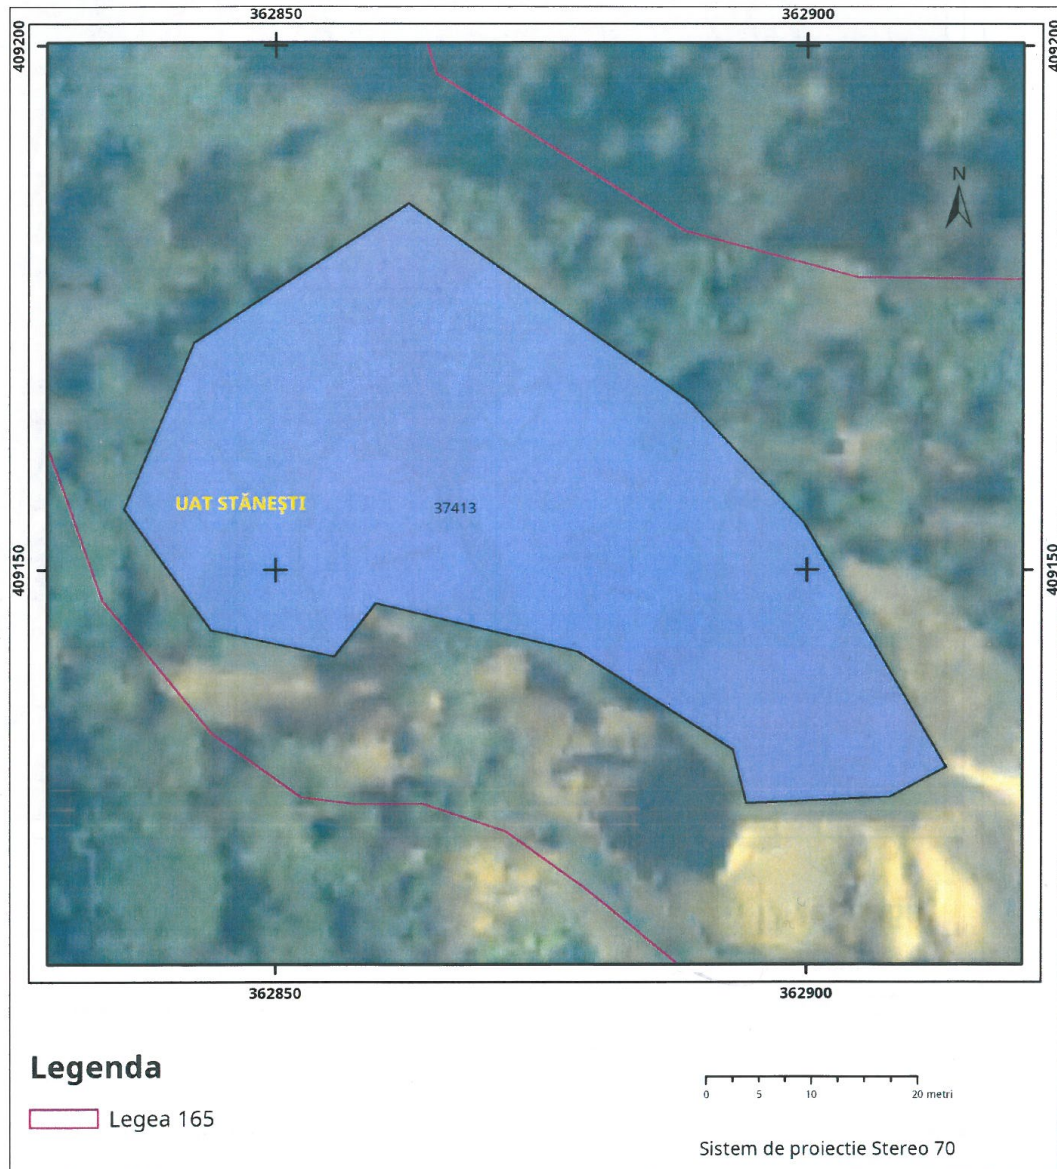 362850 362900
409200 409200
N
UAT STĂNEȘTI
37413
409150 409150
362850 362900
Legenda
Legea 165
0 5 10 20 metri
Sistem de proiectie Stereo 70